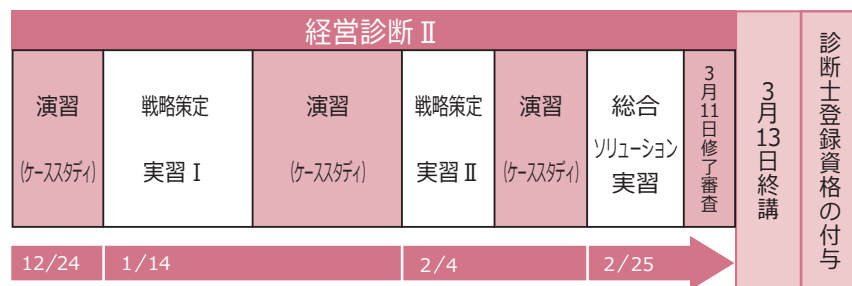 経営診断Ⅱ
演習
(ケーススタディ)
戦略策定
実習Ⅰ
演習
(ケーススタディ)
戦略策定
実習Ⅱ
演習
(ケーススタディ)
総合
ソリューション
実習
3月11日修了審査
3月13日終講
診断士登録資格の付与
12/24
1/14
2/4
2/25